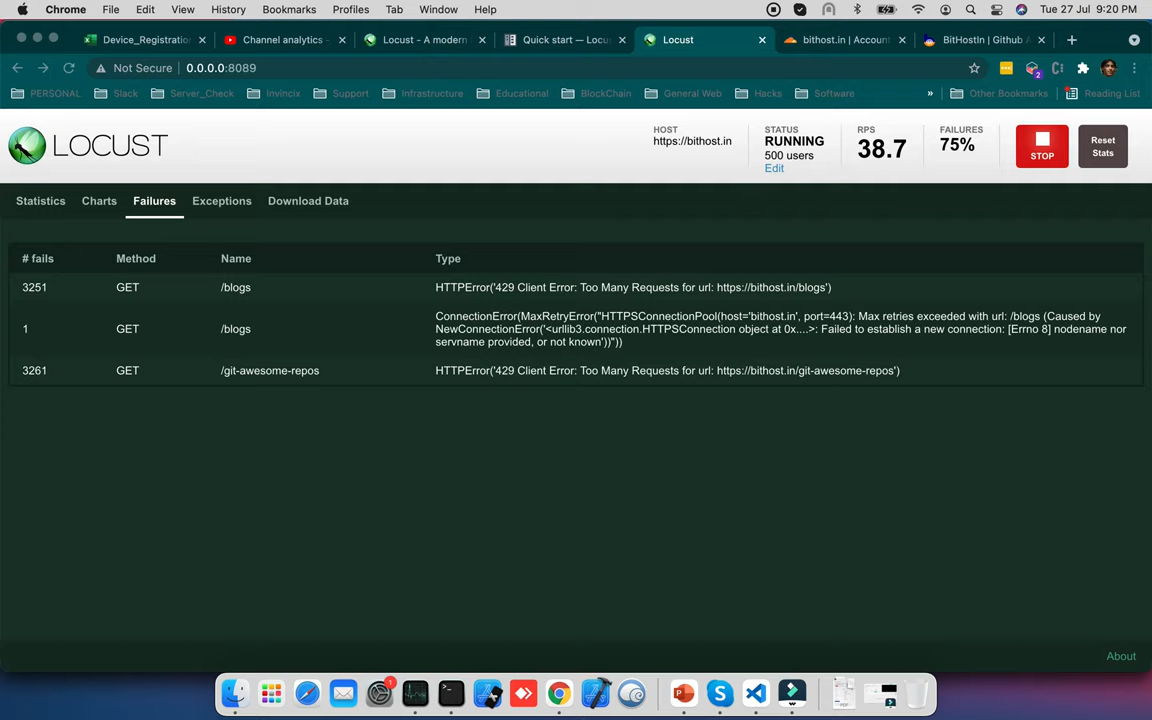 Chrome File Edit View History Bookmarks Profiles Tab Window Help Tue 27 Jul 9:20 PM
Device_Registratio Channel analytics - Locust - A modern Quick start — Locu Locust bithost.in | Accoun BitHostIn | Github A
Not Secure 0.0.0.0:8089 2
PERSONAL Slack Server_Check Invincix Support Infrastructure Educational BlockChain General Web Hacks Software » Other Bookmarks Reading List
LOCUST
HOST
https://bithost.in
STATUS
RUNNING
500 users
Edit
RPS
38.7
FAILURES
75%
STOP
Reset
Stats
Statistics Charts Failures Exceptions Download Data
# fails Method Name Type
3251 GET /blogs HTTPError('429 Client Error: Too Many Requests for url: https://bithost.in/blogs')
1 GET /blogs ConnectionError(MaxRetryError("HTTPSConnectionPool(host='bithost.in', port=443): Max retries exceeded with url: /blogs (Caused by
NewConnectionError('<urllib3.connection.HTTPSConnection object at 0x....>: Failed to establish a new connection: [Errno 8] nodename nor
servname provided, or not known'))"))
3261 GET /git-awesome-repos HTTPError('429 Client Error: Too Many Requests for url: https://bithost.in/git-awesome-repos')
About
1